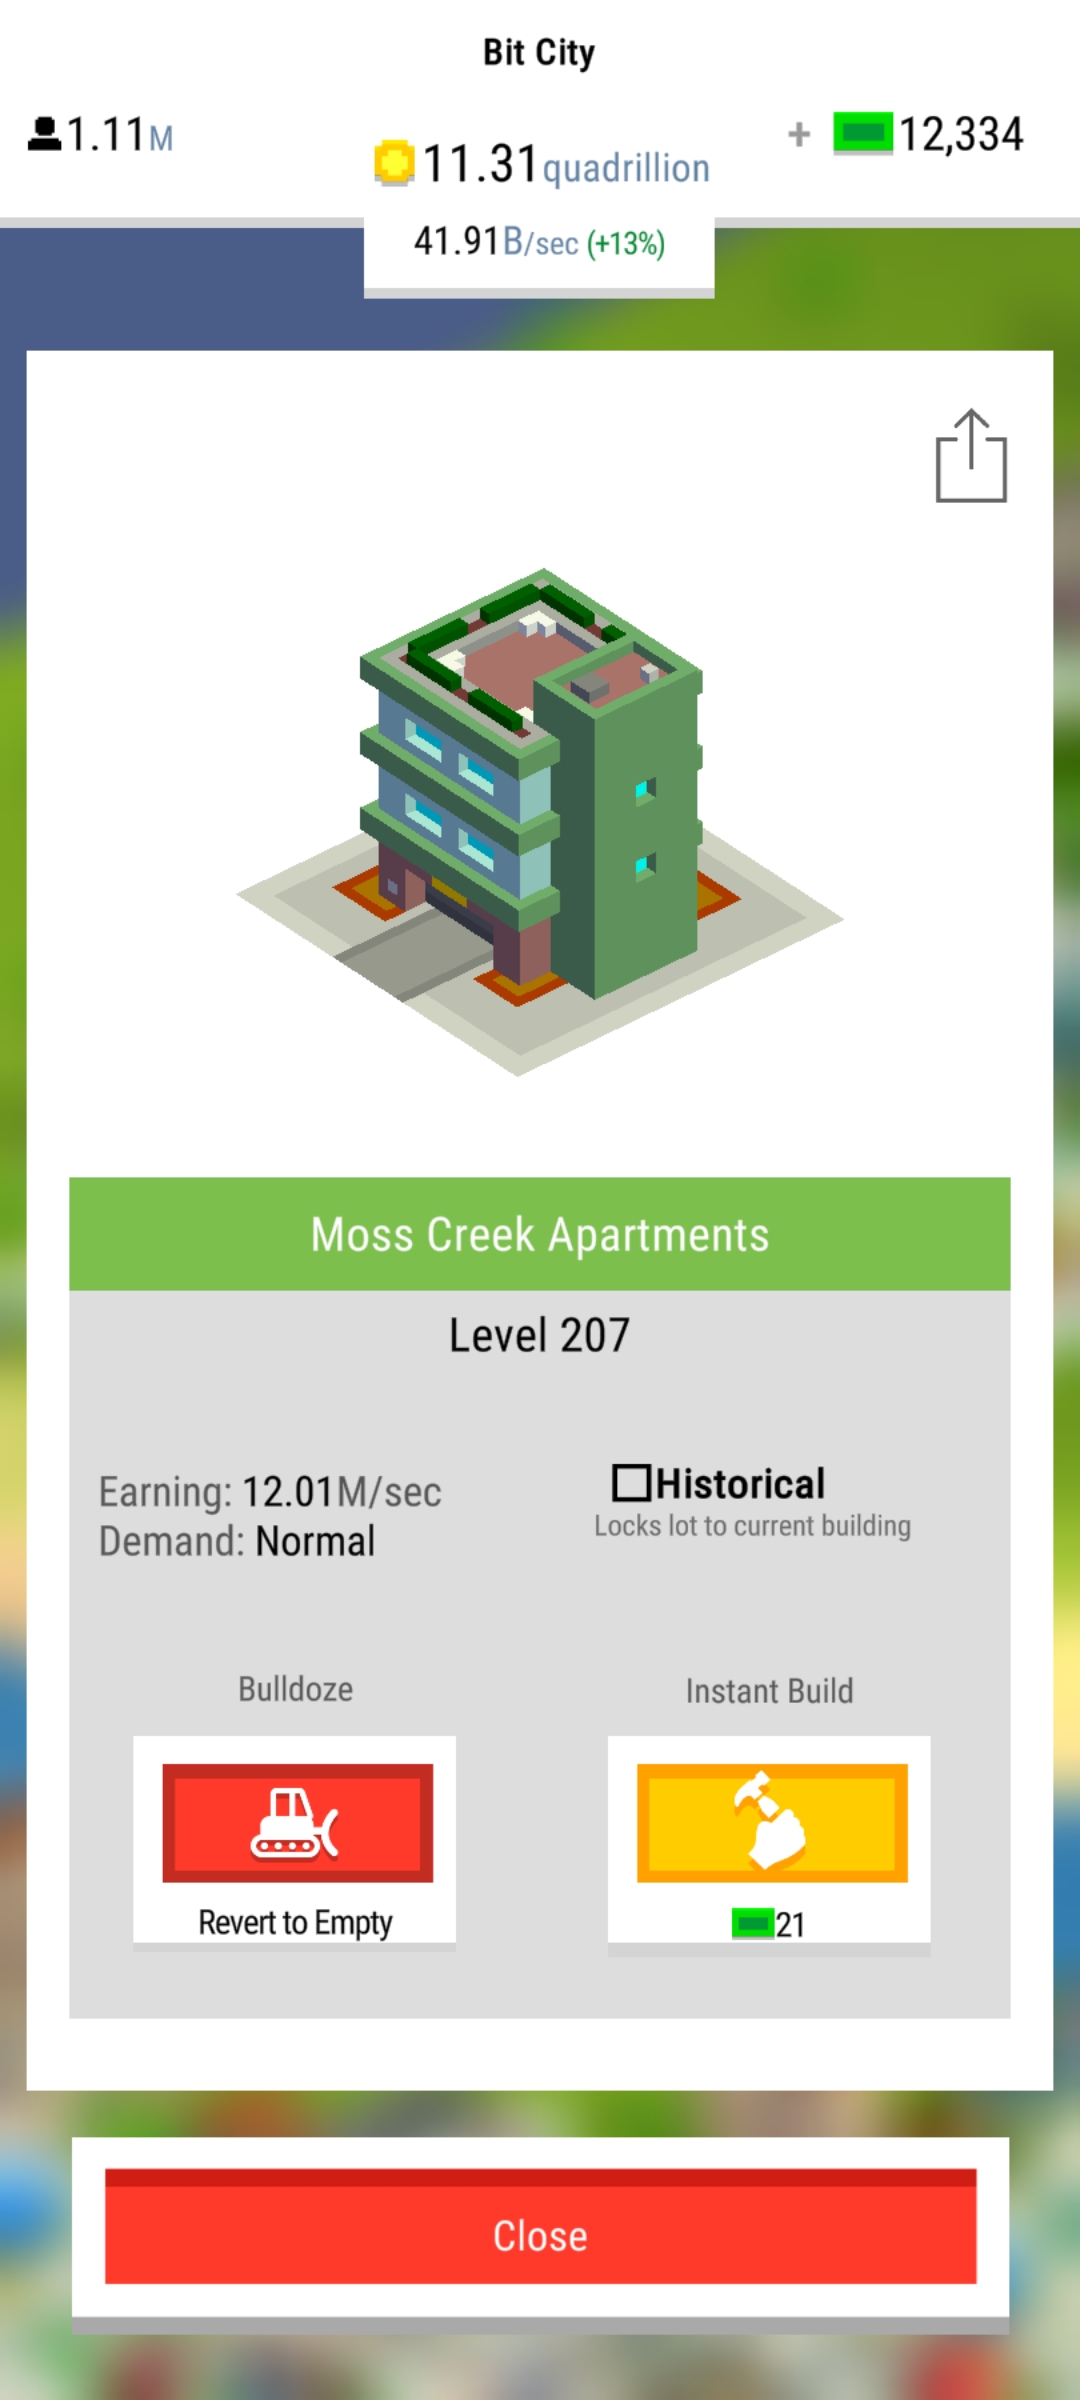 Bit City
1.11M
11.31quadrillion
+ 12,334
41.91B/sec (+13%)
Moss Creek Apartments
Level 207
Earning: 12.01M/sec
Demand: Normal
Historical
Locks lot to current building
Bulldoze
Instant Build
Revert to Empty
21
Close